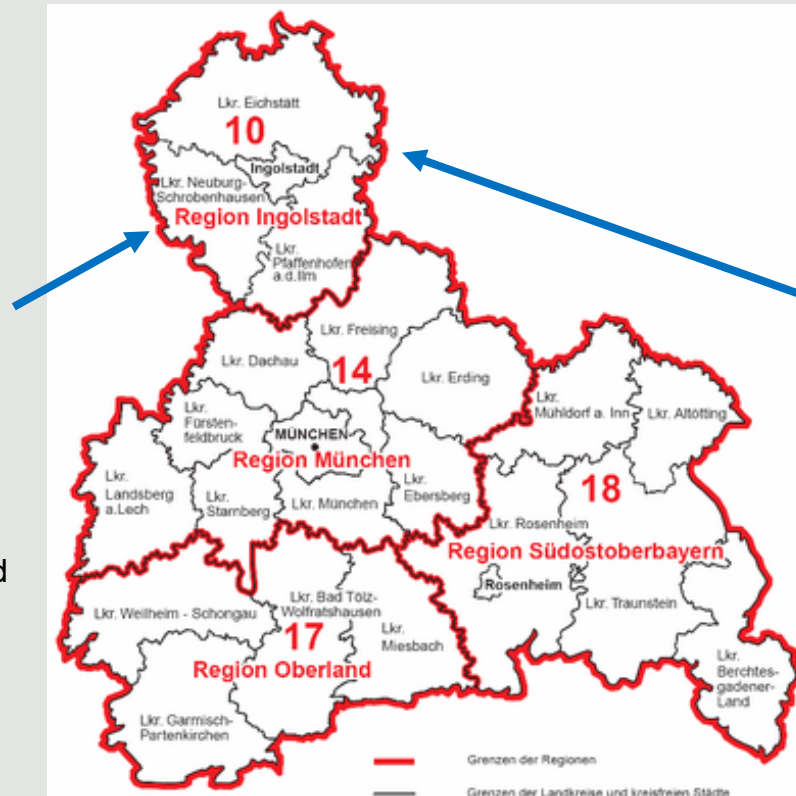 Lkr. Eichstätt
10
Ingolstadt
Lkr. Neuburg-
Schrobenhausen
Region Ingolstadt
Lkr.
Pfaffenhofen
a.d.Ilm
Lkr. Freising
Lkr. Dachau
14
Lkr. Erding
Lkr.
Mühldorf a. Inn
Lkr. Altötting
Lkr.
Fürsten-
feldbruck
MÜNCHEN
Region München
Lkr.
Landsberg
a.Lech
Lkr.
Starnberg
Lkr. München
Lkr.
Ebersberg
18
Lkr. Rosenheim
Region Südostoberbayern
Rosenheim
Lkr. Traunstein
d
Lkr. Weilheim - Schongau
Lkr. Bad Tölz-
Wolfratshausen
17
Lkr.
Miesbach
Region Oberland
Lkr.
Berchtes-
gadener-
Land
Lkr. Garmisch-
Partenkirchen
Grenzen der Regionen
Grenzen der Landkreise und kreisfreien Städte